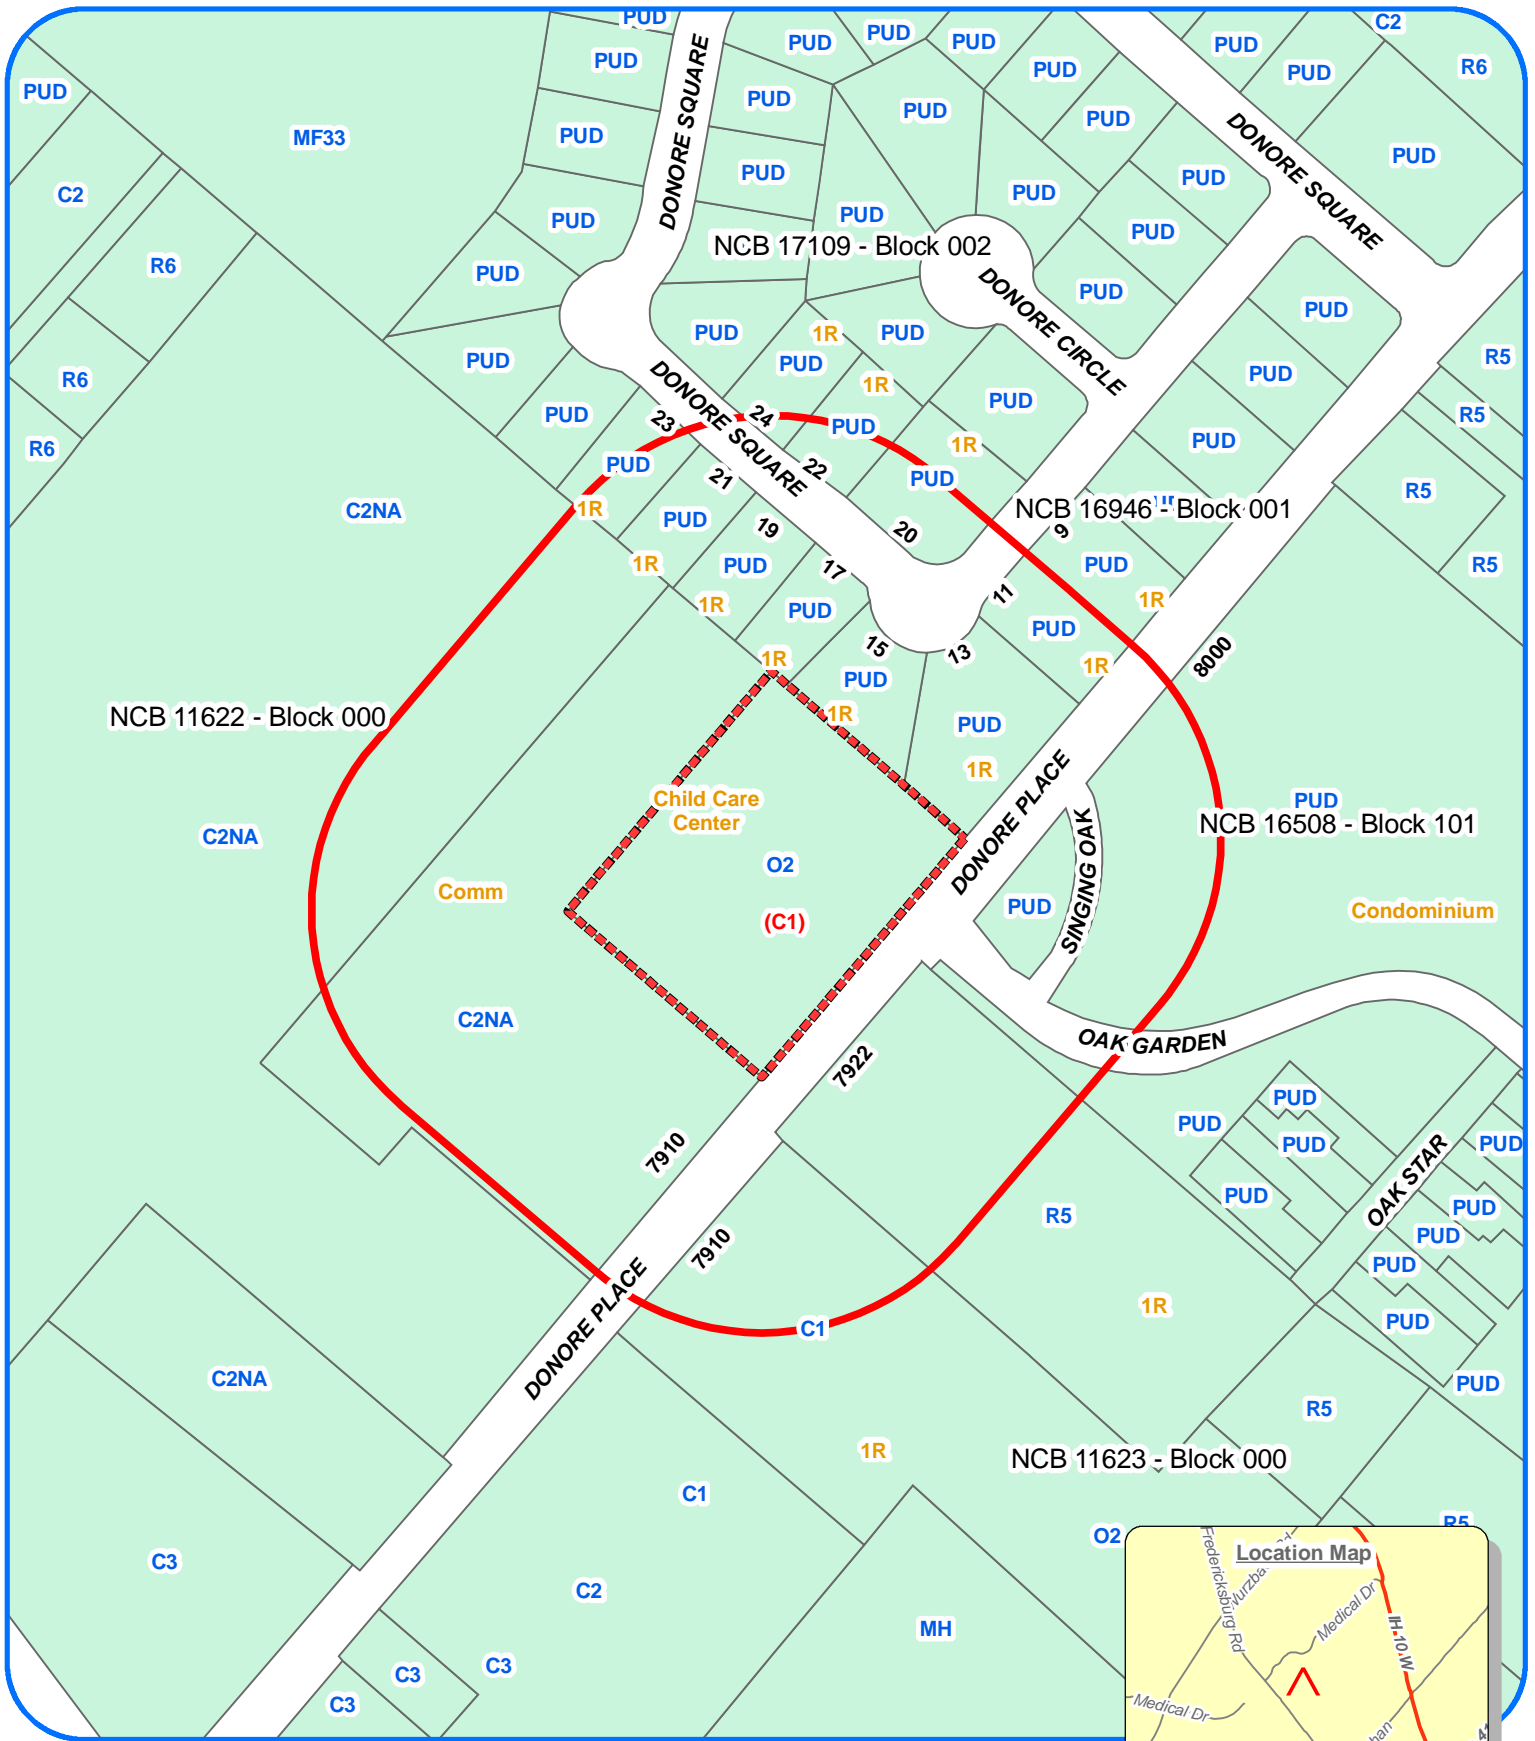 PUD
C2
PUD
PUD
PUD
PUD
PUD
R6
PUD
PUD
PUD
DONORE SQUARE
PUD
PUD
PUD
PUD
MF33
PUD
DONORE SQUARE
PUD
PUD
PUD
C2
PUD
PUD
PUD
PUD
PUD
R6
NCB 17109 - Block 002
PUD
PUD
DONORE CIRCLE
PUD
PUD
PUD
1R
PUD
R5
PUD
PUD
PUD
R6
1R
DONORE SQUARE
PUD
PUD
R5
24
23
PUD
PUD
1R
R6
PUD
22
PUD
21
R5
C2NA
1R
NCB 16946 - Block 001
PUD
19
20
9
1R
PUD
17
PUD
R5
11
1R
PUD
1R
PUD
15
13
8000
1R
1R
PUD
1R
NCB 11622 - Block 000
PUD
1R
DONORE PLACE
Child Care
Center
PUD
NCB 16508 - Block 101
C2NA
SINGING OAK
O2
Comm
PUD
Condominium
(C1)
C2NA
OAK GARDEN
7922
PUD
PUD
PUD
PUD
7910
OAK STAR
PUD
PUD
R5
PUD
7910
PUD
1R
DONORE PLACE
C1
PUD
C2NA
PUD
R5
1R
NCB 11623 - Block 000
C1
R5
O2
Location Map
Fredericksburg Rd
Medical Dr
IH 10 W
C3
C2
MH
C3
C3
C3
Medical Dr